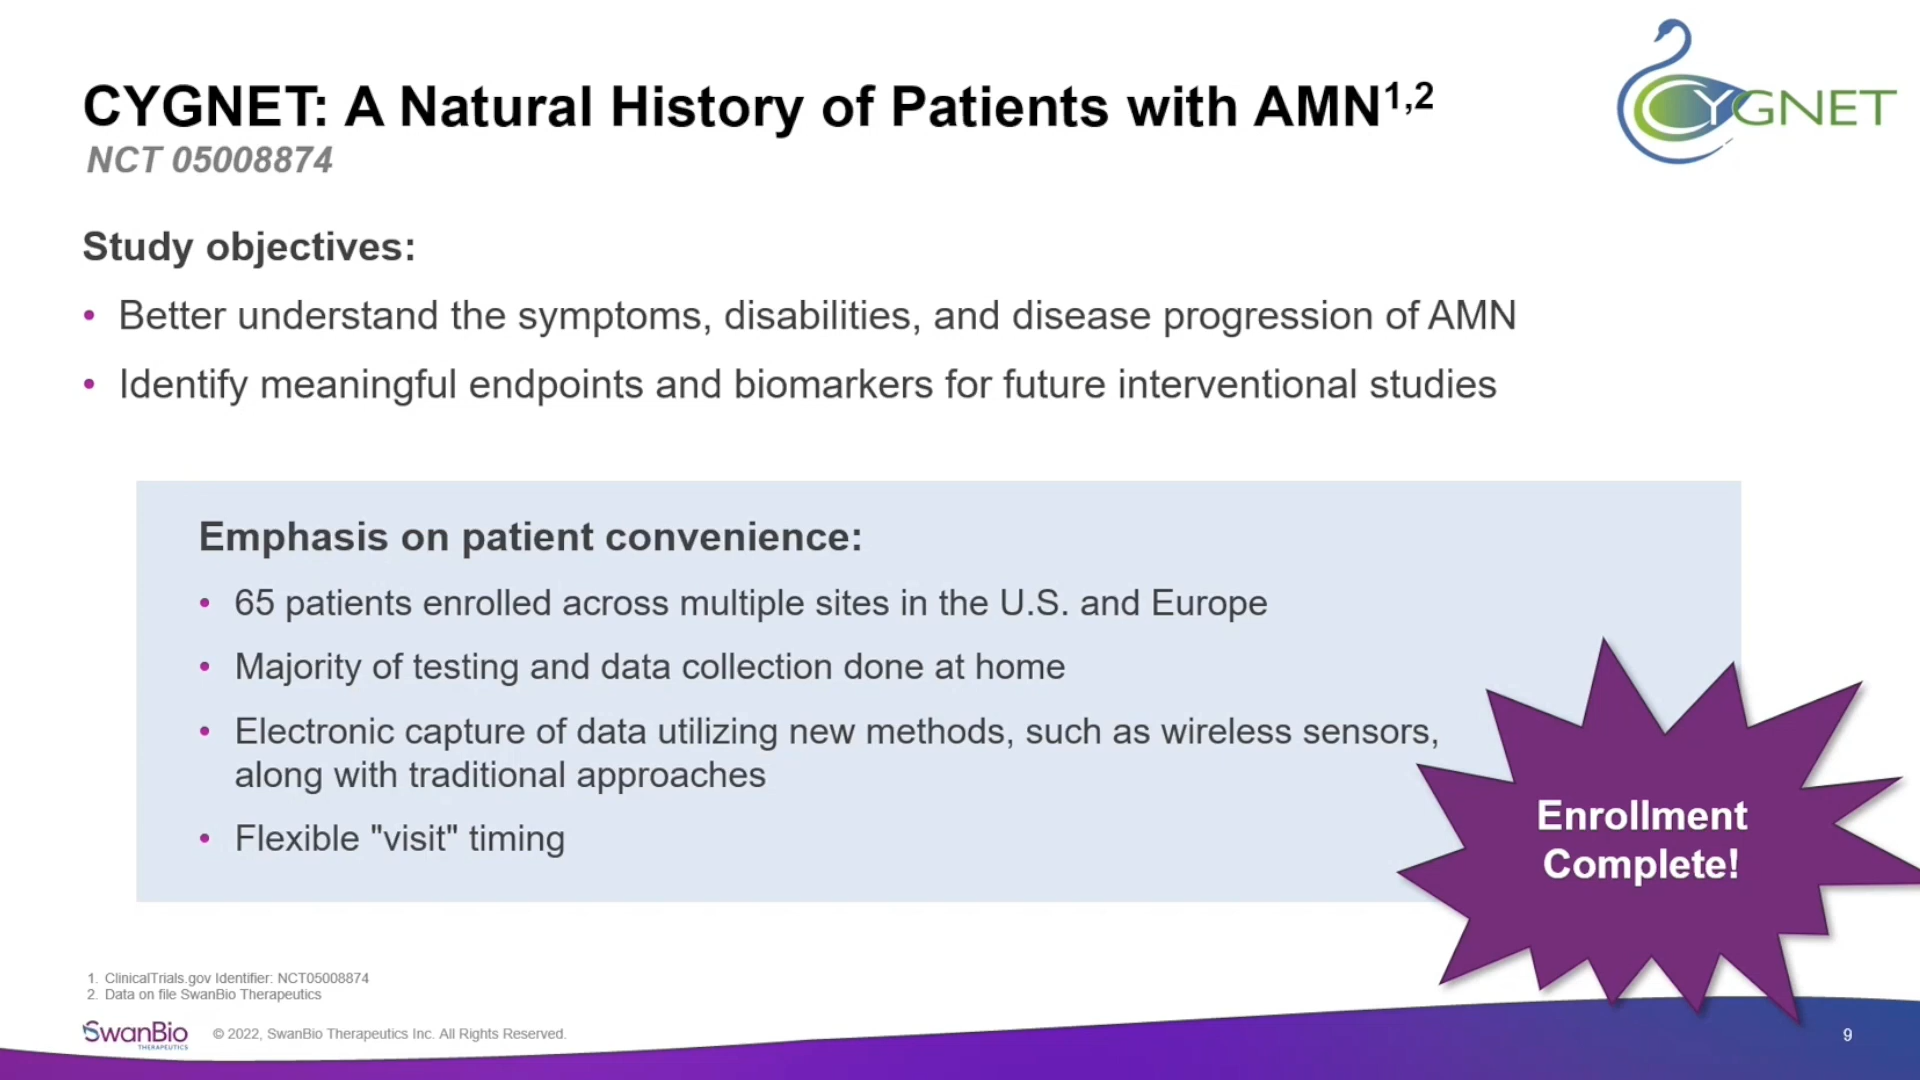 CYGNET: A Natural History of Patients with AMN1,2
NCT 05008874
CYGNET
Study objectives:
• Better understand the symptoms, disabilities, and disease progression of AMN
• Identify meaningful endpoints and biomarkers for future interventional studies
Emphasis on patient convenience:
• 65 patients enrolled across multiple sites in the U.S. and Europe
• Majority of testing and data collection done at home
• Electronic capture of data utilizing new methods, such as wireless sensors,
along with traditional approaches
• Flexible "visit" timing
Enrollment
Complete!
1. ClinicalTrials.gov Identifier: NCT05008874
2. Data on file SwanBio Therapeutics
SwanBio
THERAPEUTICS
© 2022, SwanBio Therapeutics Inc. All Rights Reserved.
9